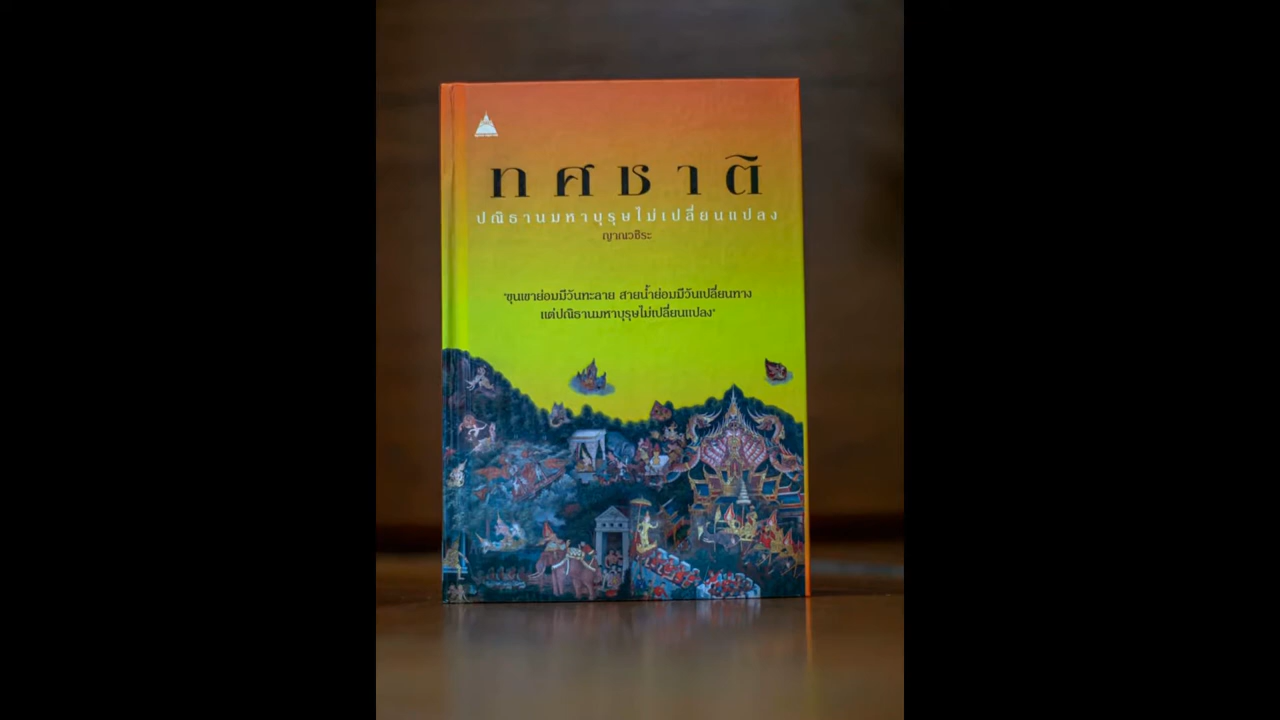 ทศชาติ
ปณิธานมหาบุรุษไม่เปลี่ยนแปลง
ญาณวชิระ
‘ขุนเขาย่อมมีวันทะลาย สายน้ำย่อมมีวันเปลี่ยนทาง
แต่ปณิธานมหาบุรุษไม่เปลี่ยนแปลง’